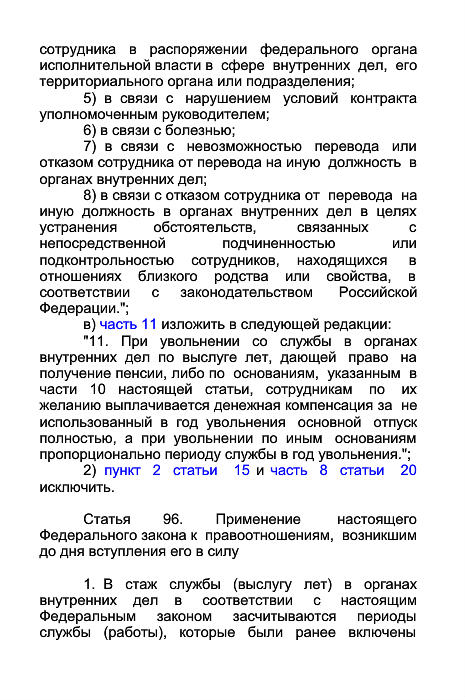 сотрудника в распоряжении федерального органа
исполнительной власти в сфере внутренних дел, его
территориального органа или подразделения;
5) в связи с нарушением условий контракта
уполномоченным руководителем;
6) в связи с болезнью;
7) в связи с невозможностью перевода или
отказом сотрудника от перевода на иную должность в
органах внутренних дел;
8) в связи с отказом сотрудника от перевода на
иную должность в органах внутренних дел в целях
устранения обстоятельств, связанных с
непосредственной подчиненностью или
подконтрольностью сотрудников, находящихся в
отношениях близкого родства или свойства, в
соответствии с законодательством Российской
Федерации.";
в) часть 11 изложить в следующей редакции:
"11. При увольнении со службы в органах
внутренних дел по выслуге лет, дающей право на
получение пенсии, либо по основаниям, указанным в
части 10 настоящей статьи, сотрудникам по их
желанию выплачивается денежная компенсация за не
использованный в год увольнения основной отпуск
полностью, а при увольнении по иным основаниям
пропорционально периоду службы в год увольнения.";
2) пункт 2 статьи 15 и часть 8 статьи 20
исключить.
Статья 96. Применение настоящего
Федерального закона к правоотношениям, возникшим
до дня вступления его в силу
1. В стаж службы (выслугу лет) в органах
внутренних дел в соответствии с настоящим
Федеральным законом засчитываются периоды
службы (работы), которые были ранее включены